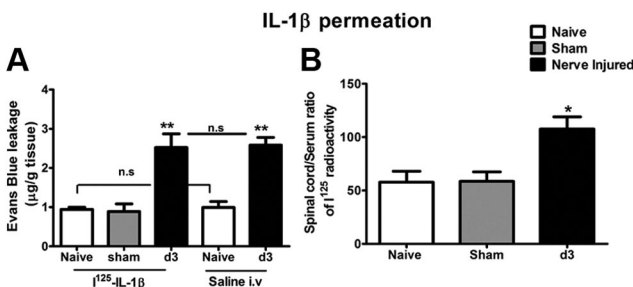 IL-1β permeation
Naive
Sham
Nerve Injured
A
Evans Blue leakage
(μg/g tissue)
4
3
2
1
0
n.s
**
n.s
**
Naive
sham
d3
Naive
d3
I¹²⁵-IL-1β
Saline i.v
B
Spinal cord/Serum ratio
of I¹²⁵ radioactivity
150
100
50
0
*
Naive
Sham
d3